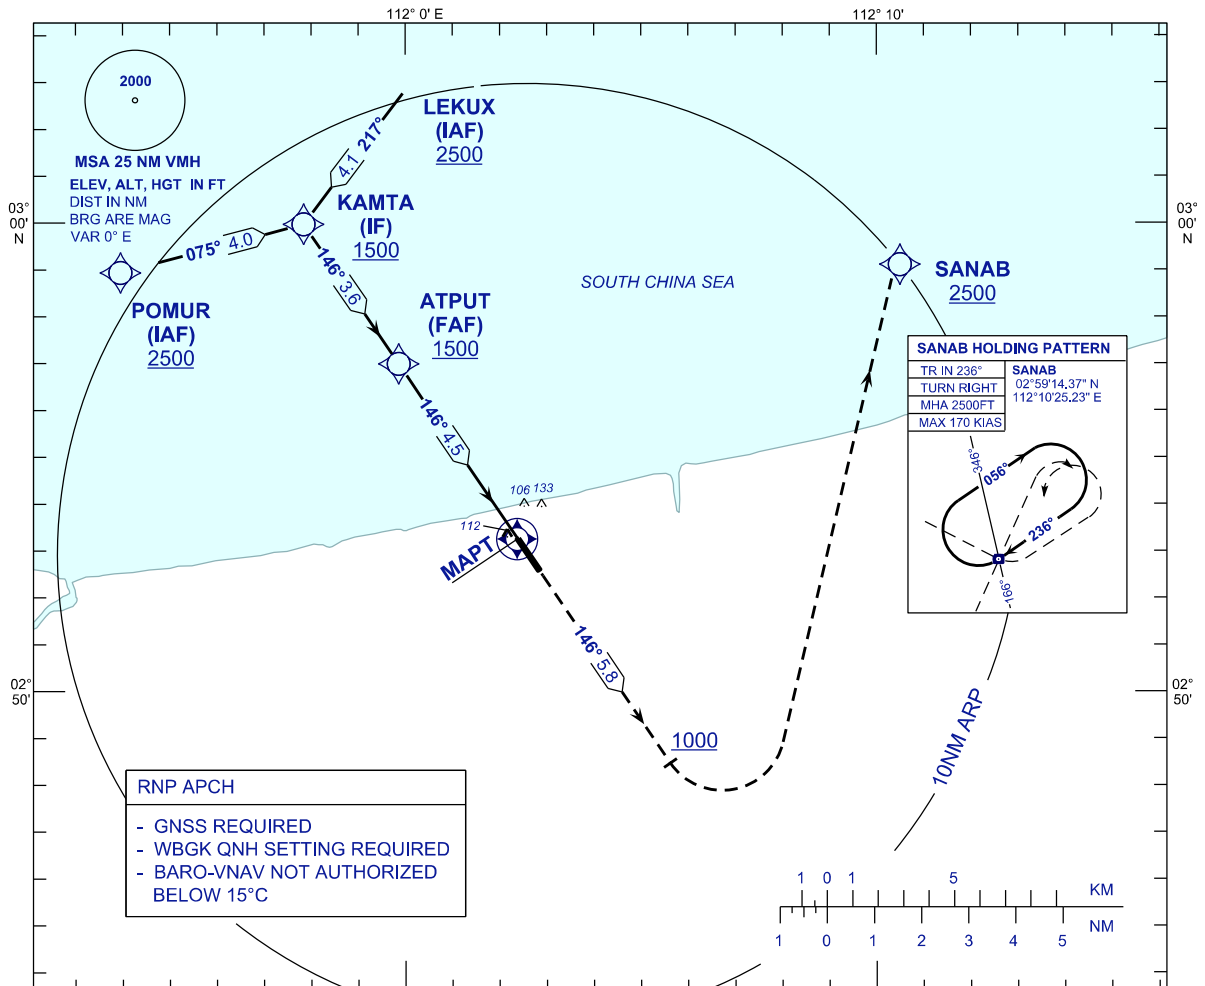 112° 0' E
112° 10'
2000
MSA 25 NM VMH
ELEV, ALT, HGT IN FT
DIST IN NM
BRG ARE MAG
VAR 0° E
03°
00'
N
03°
00'
N
LEKUX
(IAF)
2500
217°
4.1
KAMTA
(IF)
1500
075° 4.0
POMUR
(IAF)
2500
146° 3.6
ATPUT
(FAF)
1500
SOUTH CHINA SEA
SANAB
2500
SANAB HOLDING PATTERN
TR IN 236°
TURN RIGHT
MHA 2500FT
MAX 170 KIAS
SANAB
02°59'14.37" N
112°10'25.23" E
346°
056°
236°
166°
146° 4.5
106 133
112
MAPT
146° 5.8
1000
02°
50'
02°
50'
10NM ARP
RNP APCH
- GNSS REQUIRED
- WBGK QNH SETTING REQUIRED
- BARO-VNAV NOT AUTHORIZED
BELOW 15°C
1 0 1 5 KM
1 0 1 2 3 4 5 NM